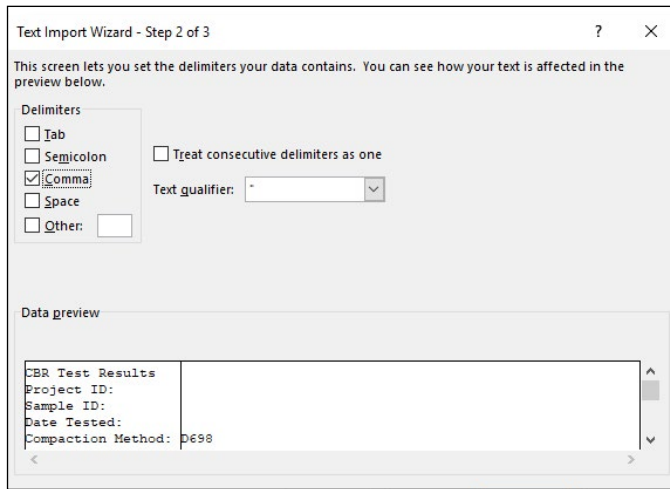 Text Import Wizard - Step 2 of 3 ? ×
This screen lets you set the delimiters your data contains. You can see how your text is affected in the
preview below.
Delimiters
Tab
Semicolon
Treat consecutive delimiters as one
Comma
Text qualifier: "
Space
Other:
Data preview
CBR Test Results
Project ID:
Sample ID:
Date Tested:
Compaction Method: D698